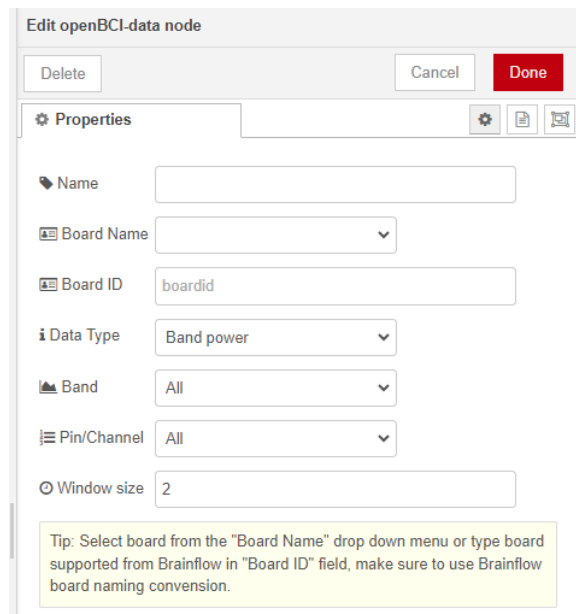 Edit openBCI-data node
Delete
Cancel
Done
Properties
Name
Board Name
Board ID
boardid
Data Type
Band power
Band
All
Pin/Channel
All
Window size
2
Tip: Select board from the "Board Name" drop down menu or type board
supported from Brainflow in "Board ID" field, make sure to use Brainflow
board naming convension.